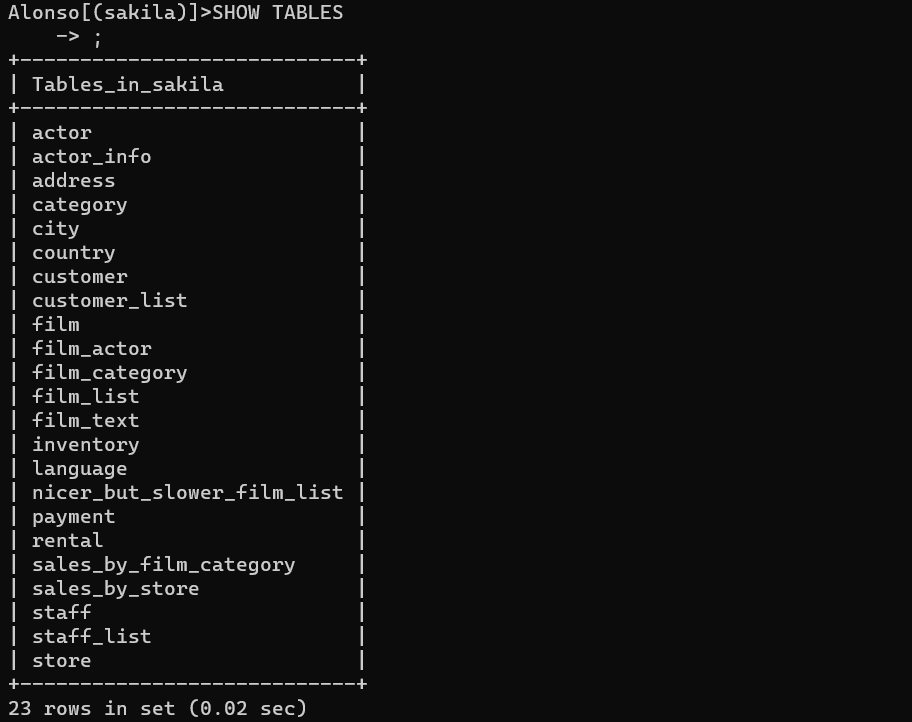 Alonso[(sakila)]>SHOW TABLES
    -> ;
+----------------------------+
| Tables_in_sakila           |
+----------------------------+
| actor                      |
| actor_info                 |
| address                    |
| category                   |
| city                       |
| country                    |
| customer                   |
| customer_list              |
| film                       |
| film_actor                 |
| film_category              |
| film_list                  |
| film_text                  |
| inventory                  |
| language                   |
| nicer_but_slower_film_list |
| payment                    |
| rental                     |
| sales_by_film_category     |
| sales_by_store             |
| staff                      |
| staff_list                 |
| store                      |
+----------------------------+
23 rows in set (0.02 sec)